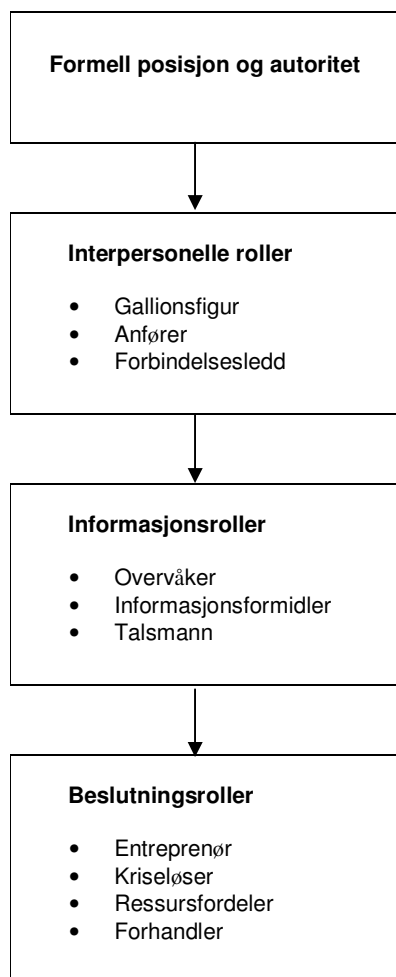 Formell posisjon og autoritet
Interpersonelle roller
• Gallionsfigur
• Anfører
• Forbindelsesledd
Informasjonsroller
• Overvåker
• Informasjonsformidler
• Talsmann
Beslutningsroller
• Entreprenør
• Kriseløser
• Ressursfordeler
• Forhandler